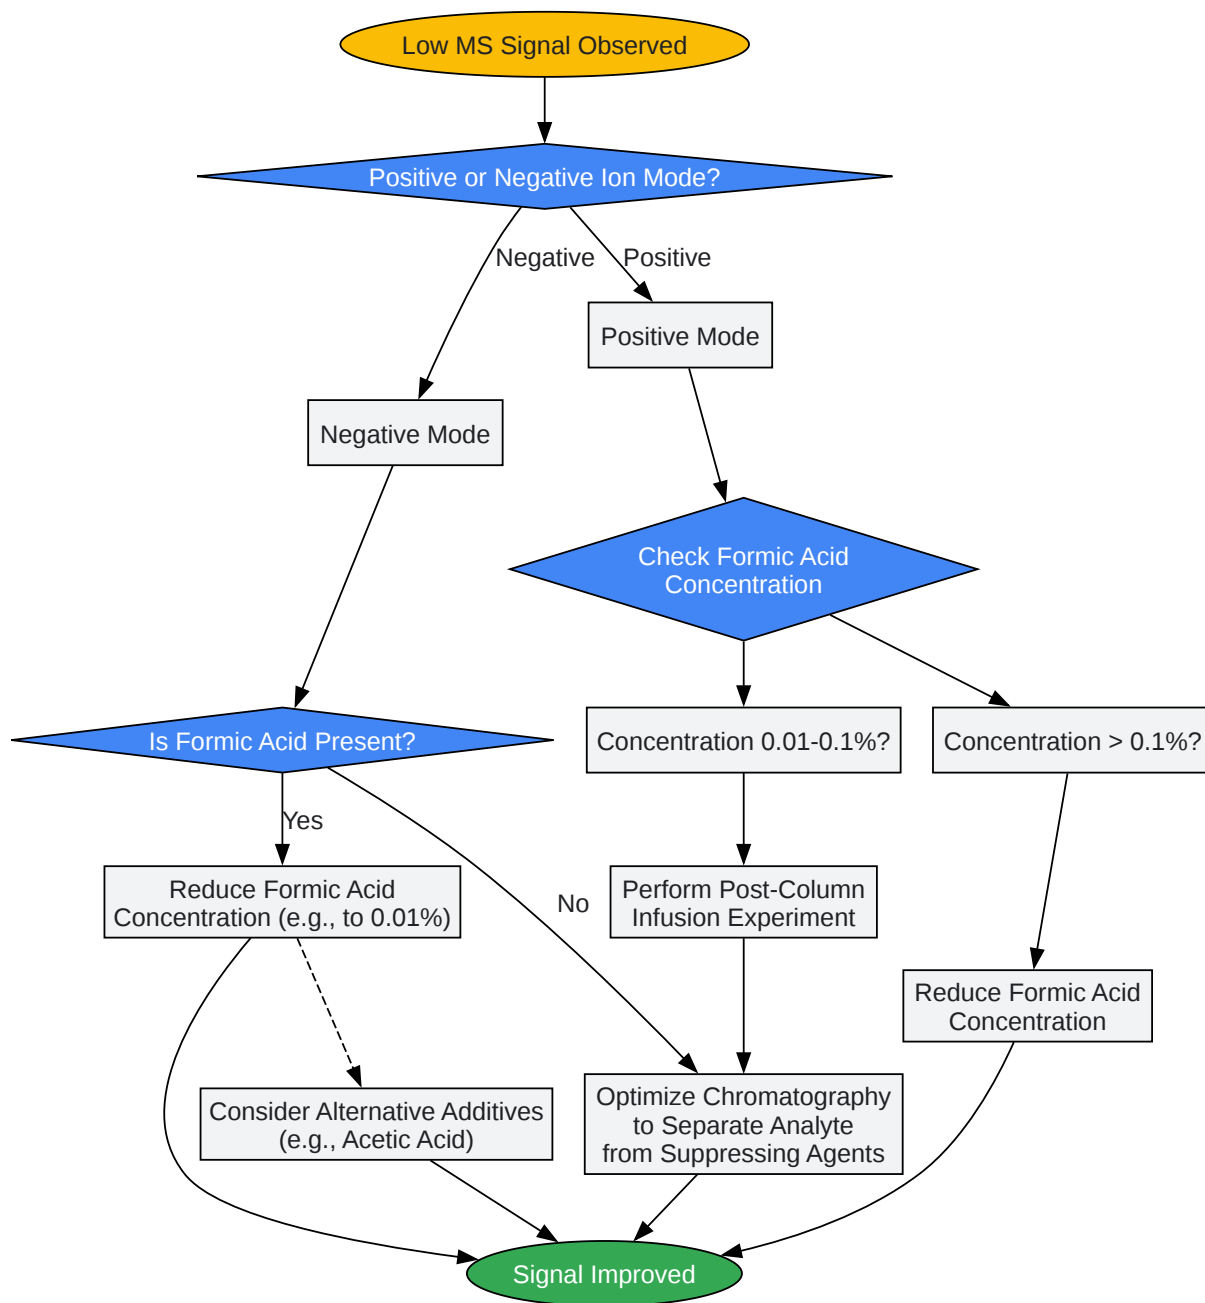 Low MS Signal Observed
Positive or Negative Ion Mode?
Negative
Positive
Positive Mode
Negative Mode
Check Formic Acid
Concentration
Is Formic Acid Present?
Concentration 0.01-0.1%?
Concentration > 0.1%?
Yes
No
Reduce Formic Acid
Concentration (e.g., to 0.01%)
Perform Post-Column
Infusion Experiment
Reduce Formic Acid
Concentration
Consider Alternative Additives
(e.g., Acetic Acid)
Optimize Chromatography
to Separate Analyte
from Suppressing Agents
Signal Improved